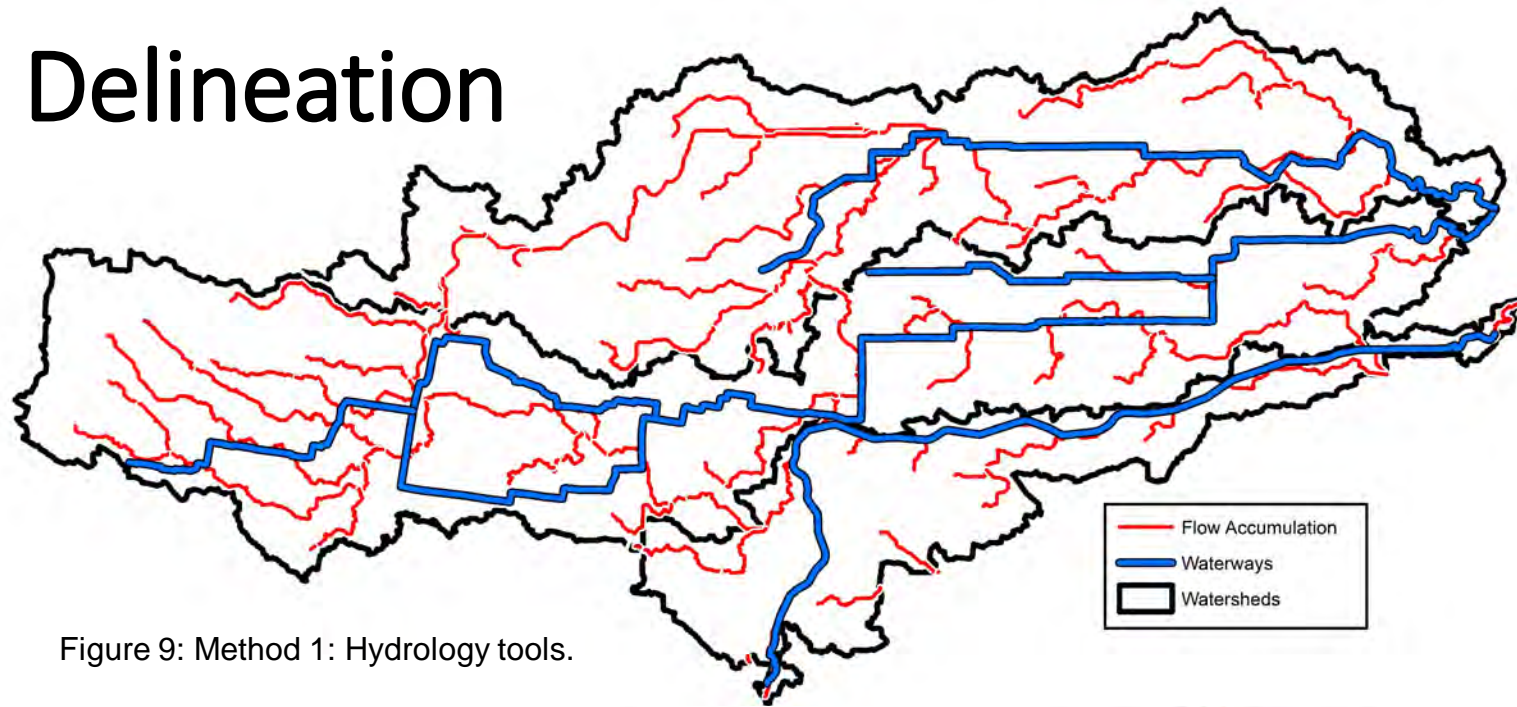 Delineation
Flow Accumulation
Waterways
Watersheds
Figure 9: Method 1: Hydrology tools.